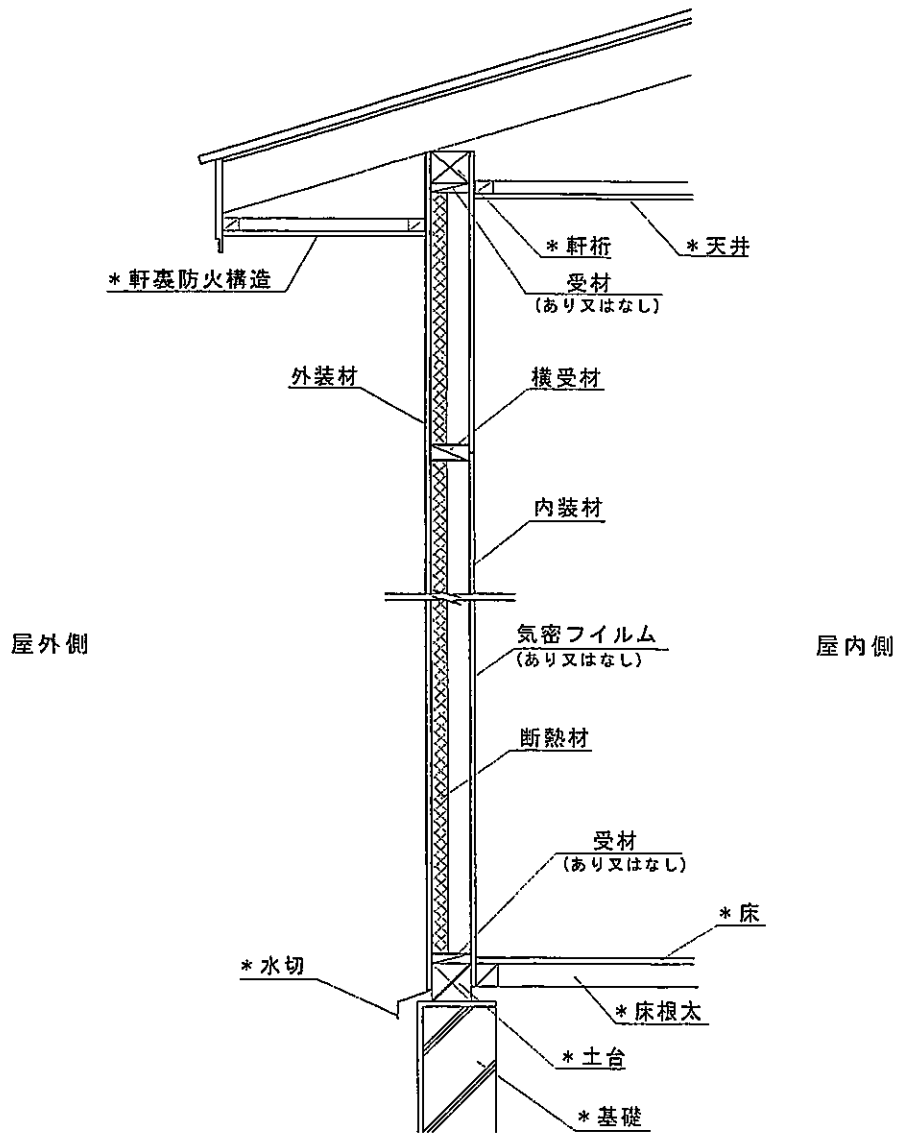 *軒桁
*天井
*軒裏防火構造
受材
(あり又はなし)
外装材
横受材
内装材
屋外側
気密フイルム
(あり又はなし)
屋内側
断熱材
受材
(あり又はなし)
*床
*水切
*床根太
*土台
*基礎